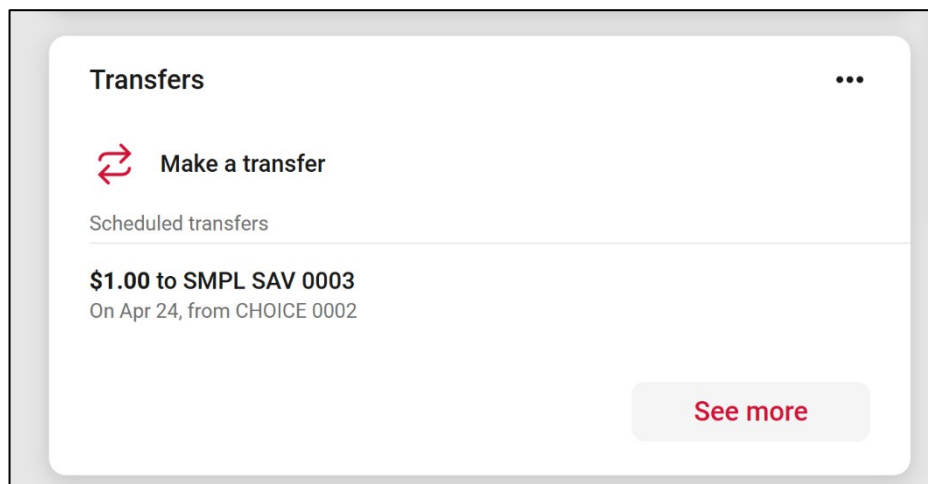 Transfers
Make a transfer
Scheduled transfers
$1.00 to SMPL SAV 0003
On Apr 24, from CHOICE 0002
See more